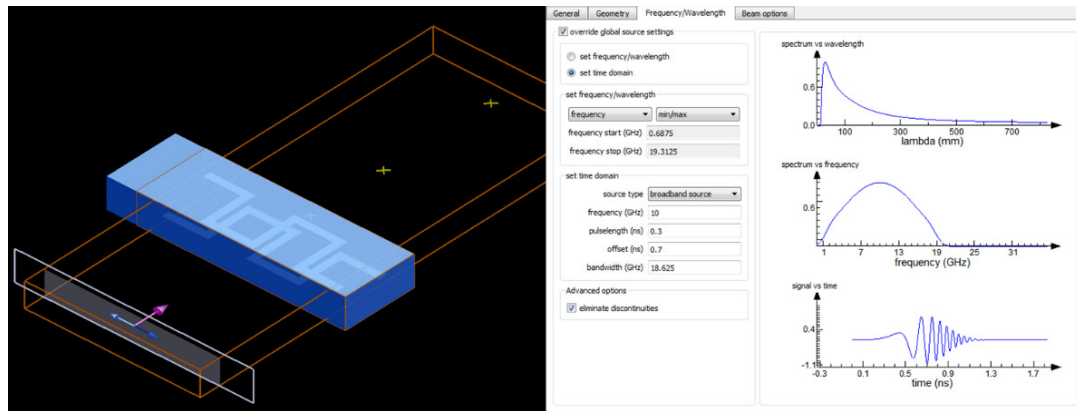 General Geometry Frequency/Wavelength Beam options
override global source settings
set frequency/wavelength
set time domain
set frequency/wavelength
frequency min/max
frequency start (GHz) 0.6875
frequency stop (GHz) 19.3125
set time domain
source type broadband source
frequency (GHz) 10
pulselength (ns) 0.3
offset (ns) 0.7
bandwidth (GHz) 18.625
Advanced options
eliminate discontinuities
spectrum vs wavelength
0.6
0.0
100 300 500 700
lambda (mm)
spectrum vs frequency
0.6
1 7 13 19 25 31
frequency (GHz)
signal vs time
0.4
-1.1
-0.3 0.1 0.5 0.9 1.3 1.7
time (ns)